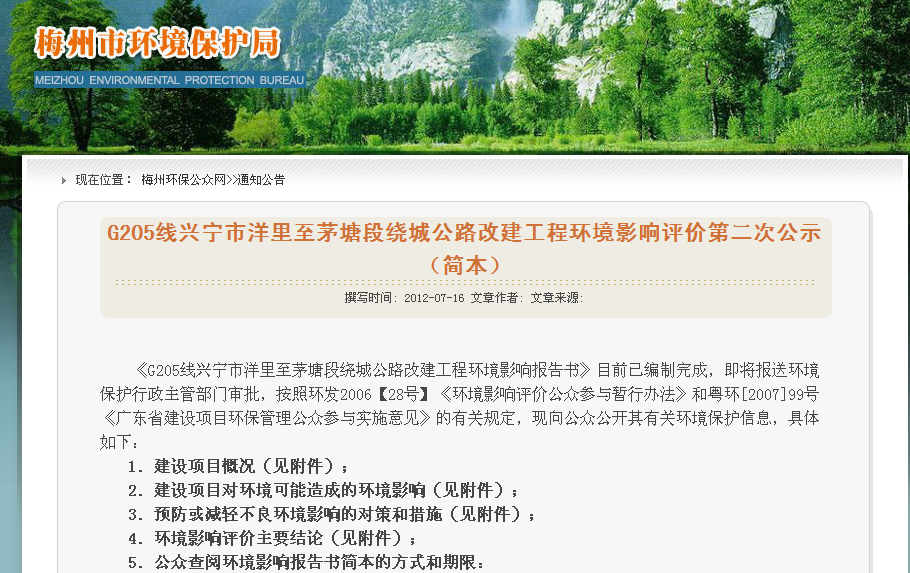 梅州市环境保护局
MEIZHOU ENVIRONMENTAL PROTECTION BUREAU
现在位置： 梅州环保公众网>>通知公告
G205线兴宁市洋里至茅塘段绕城公路改建工程环境影响评价第二次公示
（简本）
撰写时间: 2012-07-16 文章作者: 文章来源:
《G205线兴宁市洋里至茅塘段绕城公路改建工程环境影响报告书》目前已编制完成，即将报送环境
保护行政主管部门审批，按照环发2006【28号】《环境影响评价公众参与暂行办法》和粤环[2007]99号
《广东省建设项目环保管理公众参与实施意见》的有关规定，现向公众公开其有关环境保护信息，具体
如下：
1. 建设项目概况（见附件）；
2. 建设项目对环境可能造成的环境影响（见附件）；
3. 预防或减轻不良环境影响的对策和措施（见附件）；
4. 环境影响评价主要结论（见附件）；
5. 公众查阅环境影响报告书简本的方式和期限：